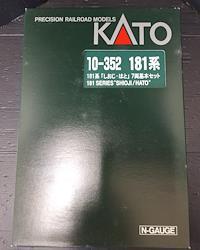 PRECISION RAILROAD MODELS
KATO
10-352 181系
181系「しおじ・はと」7両基本セット
181 SERIES "SHIOJI/HATO"
N-GAUGE